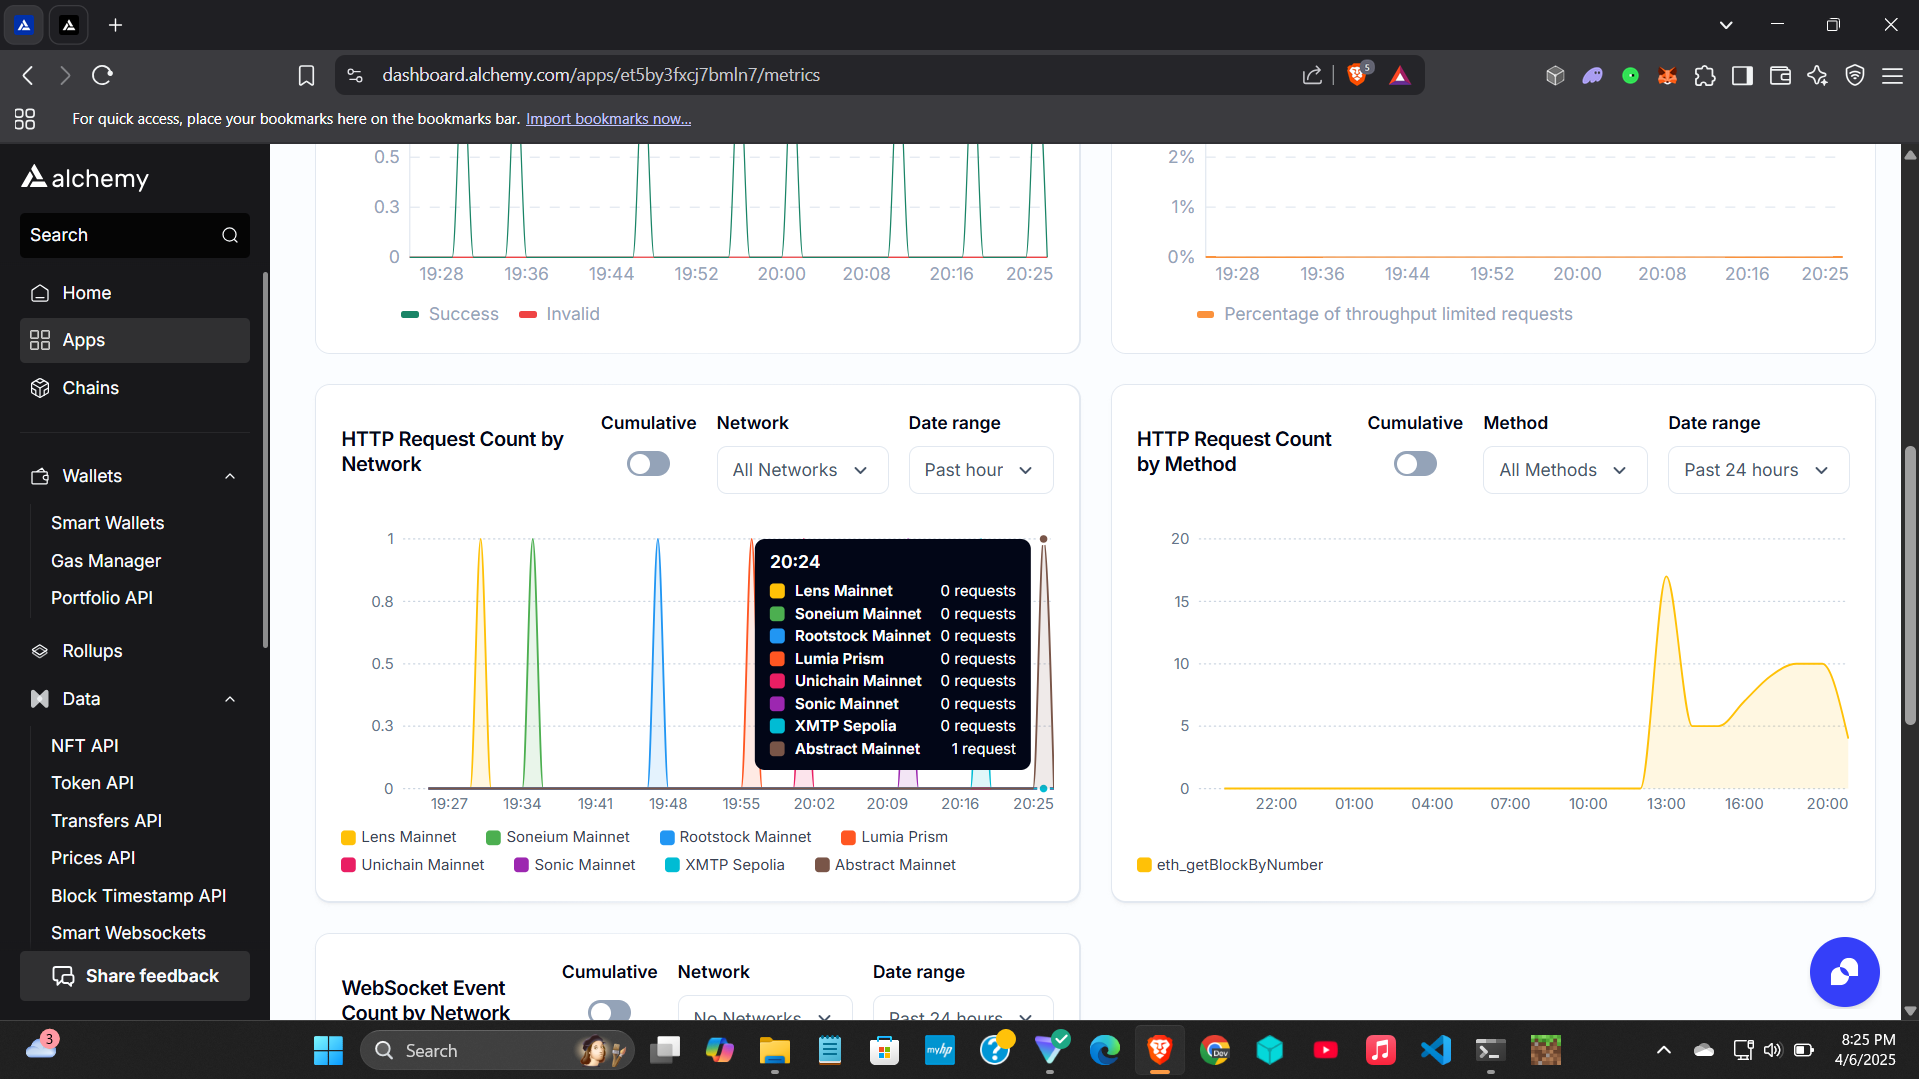 dashboard.alchemy.com/apps/et5by3fxcj7bmln7/metrics
5
For quick access, place your bookmarks here on the bookmarks bar. Import bookmarks now...
alchemy
Search
Home
Apps
Chains
Wallets
Smart Wallets
Gas Manager
Portfolio API
Rollups
Data
NFT API
Token API
Transfers API
Prices API
Block Timestamp API
Smart Websockets
Share feedback
0.5
0.3
0
19:28 19:36 19:44 19:52 20:00 20:08 20:16 20:25
Success Invalid
2%
1%
0%
19:28 19:36 19:44 19:52 20:00 20:08 20:16 20:25
Percentage of throughput limited requests
HTTP Request Count by
Network
Cumulative Network Date range
All Networks Past hour
1
0.8
0.5
0.3
0
20:24
Lens Mainnet 0 requests
Soneium Mainnet 0 requests
Rootstock Mainnet 0 requests
Lumia Prism 0 requests
Unichain Mainnet 0 requests
Sonic Mainnet 0 requests
XMTP Sepolia 0 requests
Abstract Mainnet 1 request
19:27 19:34 19:41 19:48 19:55 20:02 20:09 20:16 20:25
Lens Mainnet Soneium Mainnet Rootstock Mainnet Lumia Prism
Unichain Mainnet Sonic Mainnet XMTP Sepolia Abstract Mainnet
HTTP Request Count
by Method
Cumulative Method Date range
All Methods Past 24 hours
20
15
10
5
0
22:00 01:00 04:00 07:00 10:00 13:00 16:00 20:00
eth_getBlockByNumber
WebSocket Event
Count by Network
Cumulative Network Date range
No Networks Past 24 hours
3
Search
myhp
Dev
8:25 PM
4/6/2025